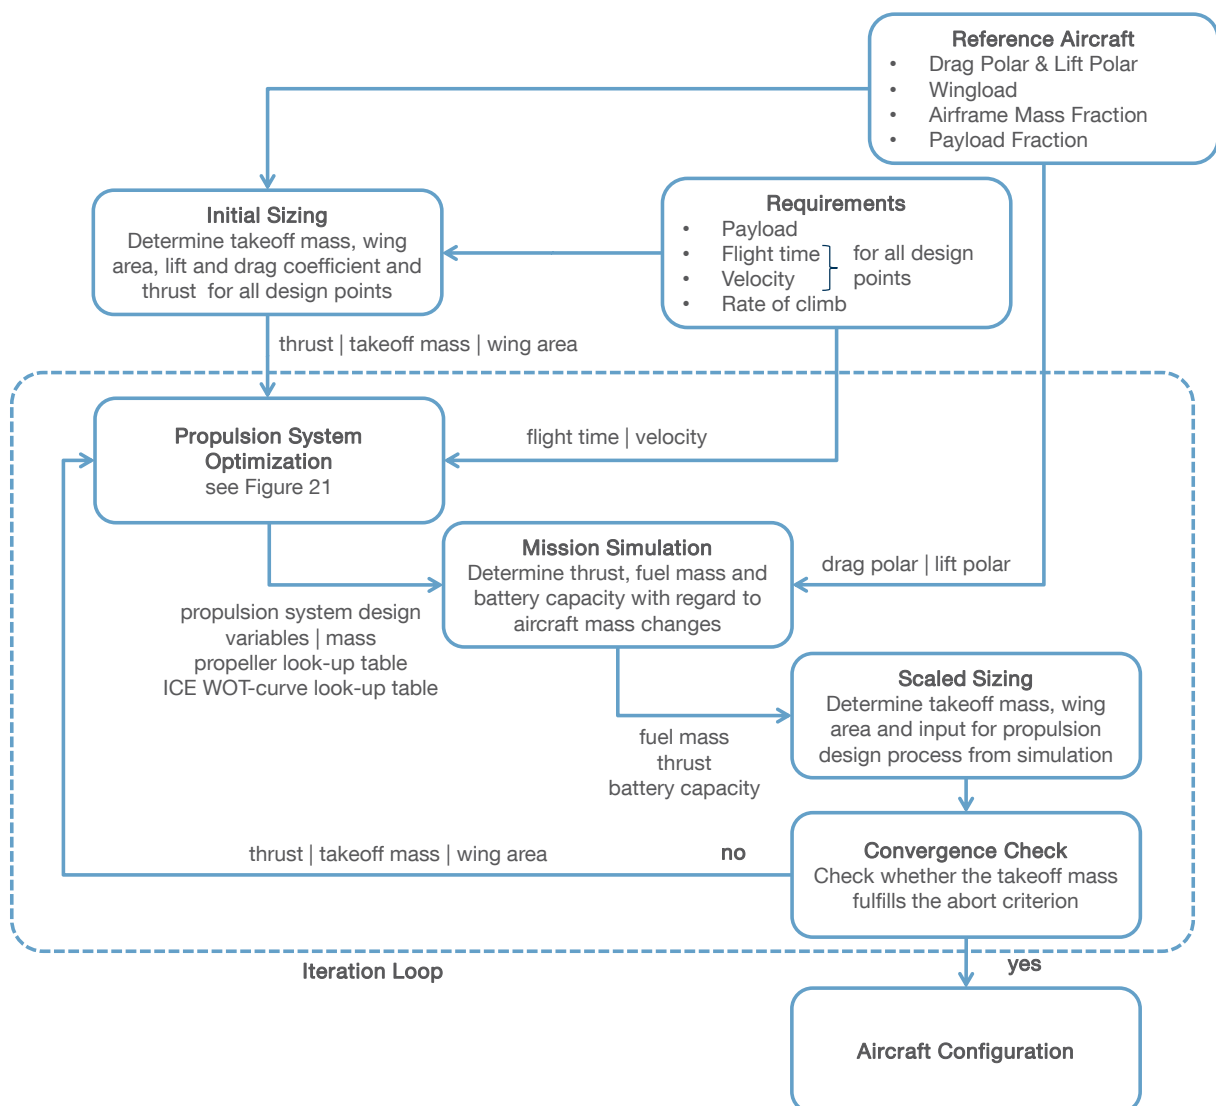 Reference Aircraft
• Drag Polar & Lift Polar
• Wingload
• Airframe Mass Fraction
• Payload Fraction
Initial Sizing
Determine takeoff mass, wing
area, lift and drag coefficient and
thrust for all design points
Requirements
• Payload
• Flight time
• Velocity
• Rate of climb
for all design
points
thrust | takeoff mass | wing area
Propulsion System
Optimization
see Figure 21
flight time | velocity
Mission Simulation
Determine thrust, fuel mass and
battery capacity with regard to
aircraft mass changes
drag polar | lift polar
propulsion system design
variables | mass
propeller look-up table
ICE WOT-curve look-up table
Scaled Sizing
Determine takeoff mass, wing
area and input for propulsion
design process from simulation
fuel mass
thrust
battery capacity
Convergence Check
Check whether the takeoff mass
fulfills the abort criterion
thrust | takeoff mass | wing area
no
Iteration Loop
yes
Aircraft Configuration